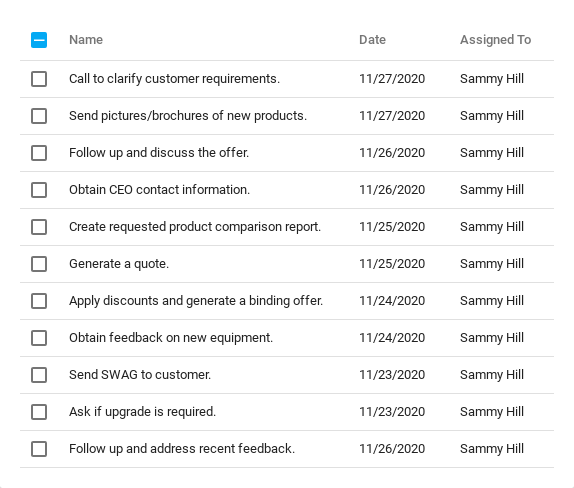 Name Date Assigned To
Call to clarify customer requirements. 11/27/2020 Sammy Hill
Send pictures/brochures of new products. 11/27/2020 Sammy Hill
Follow up and discuss the offer. 11/26/2020 Sammy Hill
Obtain CEO contact information. 11/26/2020 Sammy Hill
Create requested product comparison report. 11/25/2020 Sammy Hill
Generate a quote. 11/25/2020 Sammy Hill
Apply discounts and generate a binding offer. 11/24/2020 Sammy Hill
Obtain feedback on new equipment. 11/24/2020 Sammy Hill
Send SWAG to customer. 11/23/2020 Sammy Hill
Ask if upgrade is required. 11/23/2020 Sammy Hill
Follow up and address recent feedback. 11/26/2020 Sammy Hill